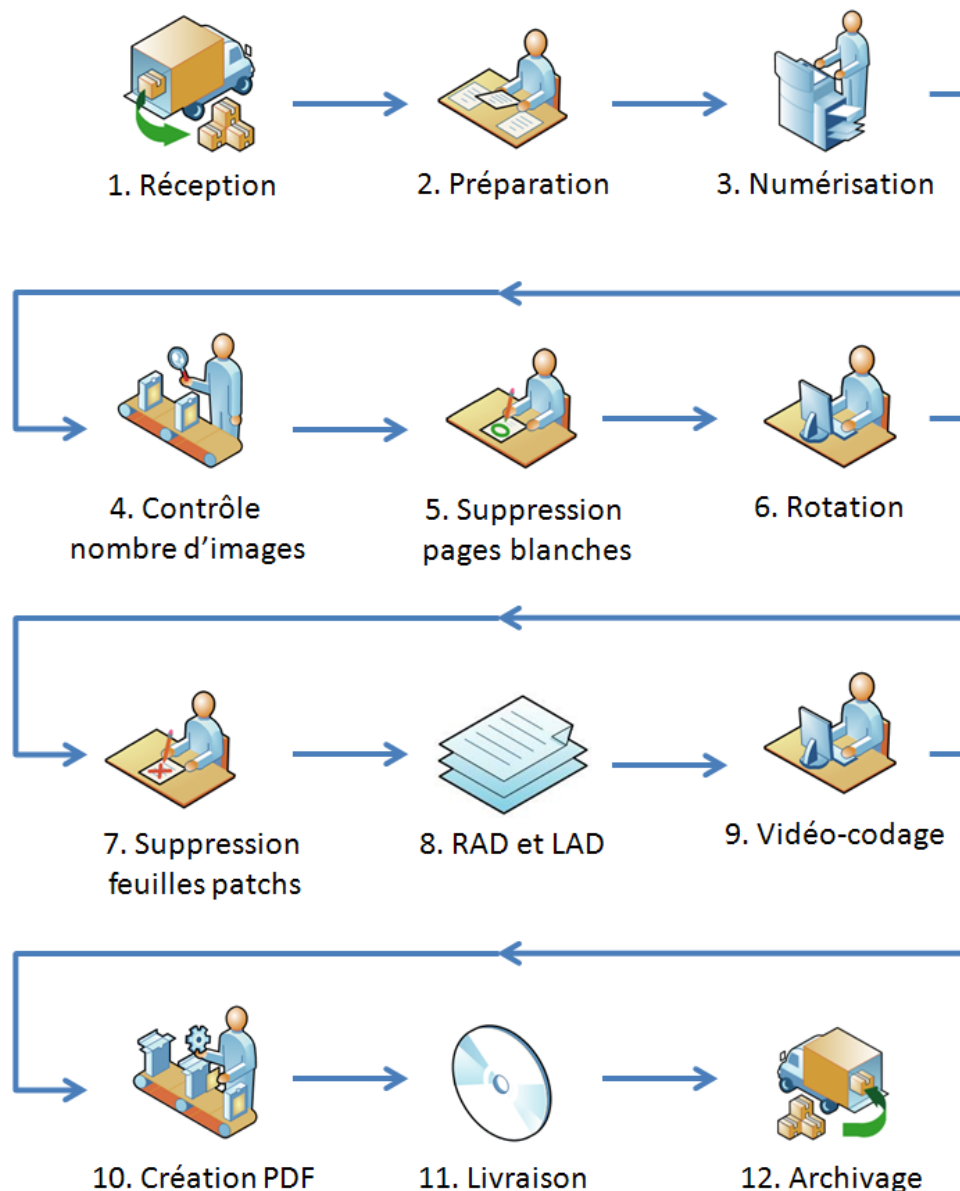 1. Réception
2. Préparation
3. Numérisation
4. Contrôle
nombre d'images
5. Suppression
pages blanches
6. Rotation
7. Suppression
feuilles patchs
8. RAD et LAD
9. Vidéo-codage
10. Création PDF
11. Livraison
12. Archivage